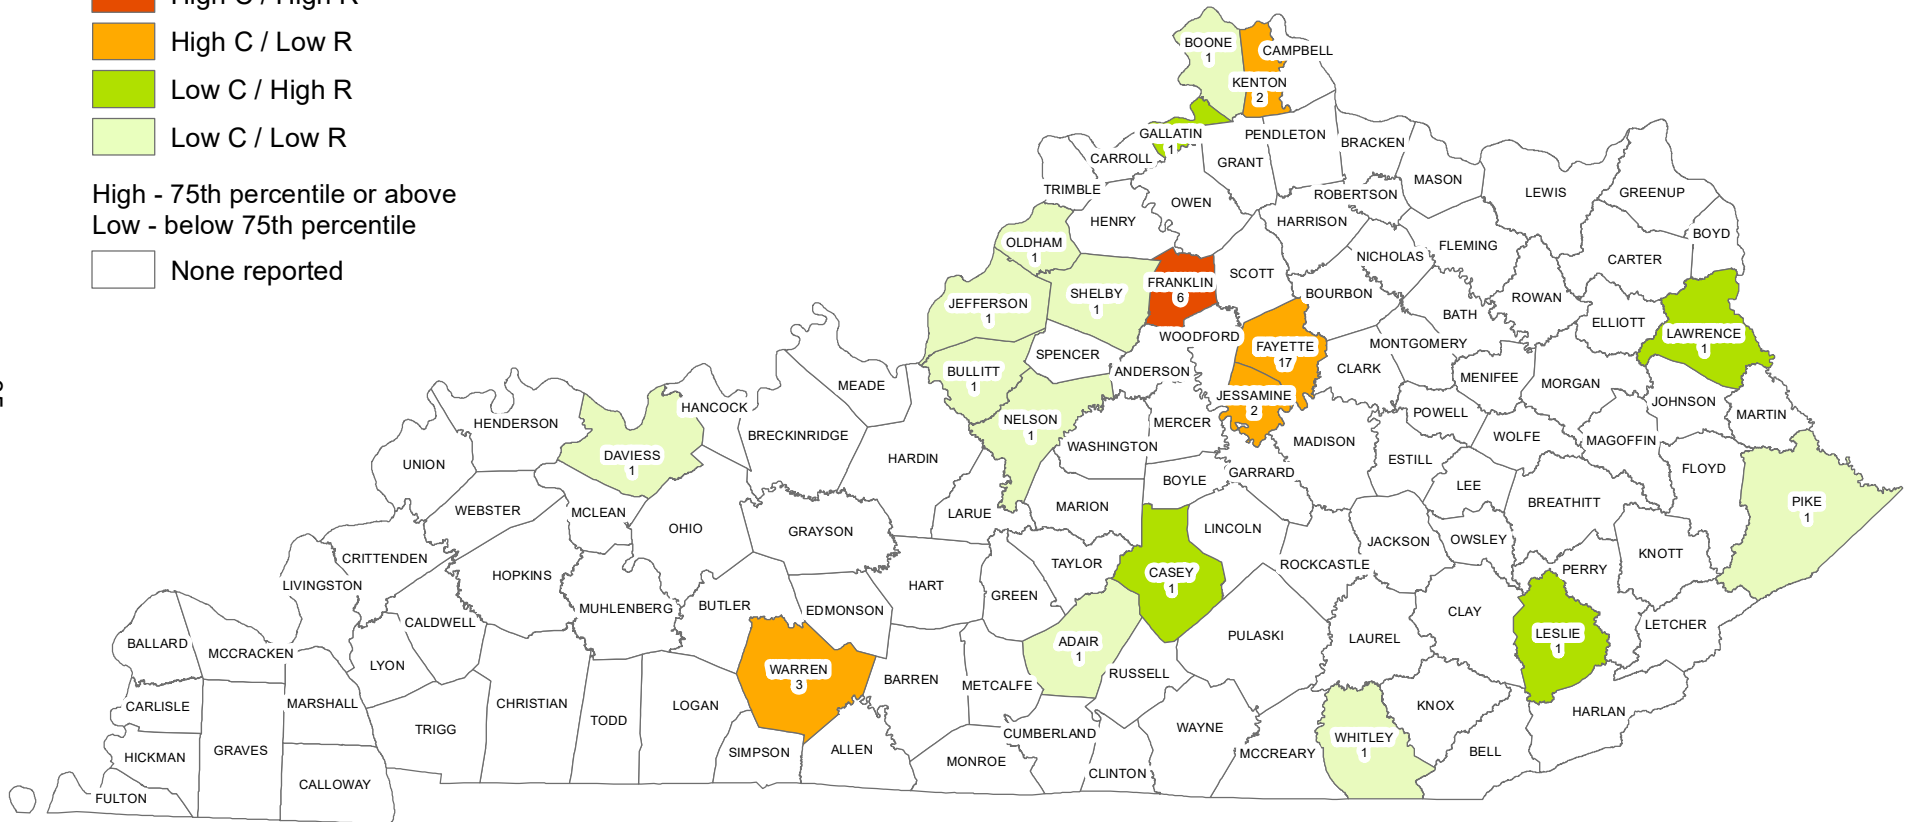 High C / High R
High C / Low R
Low C / High R
Low C / Low R
High - 75th percentile or above
Low - below 75th percentile
None reported
BOONE
1
CAMPBELL
KENTON
2
GALLATIN
1
PENDLETON
BRACKEN
CARROLL
GRANT
MASON
TRIMBLE
ROBERTSON
LEWIS
GREENUP
OWEN
HENRY
HARRISON
BOYD
OLDHAM
1
FLEMING
NICHOLAS
CARTER
SCOTT
FRANKLIN
6
SHELBY
1
BOURBON
ROWAN
JEFFERSON
1
BATH
ELLIOTT
LAWRENCE
1
WOODFORD
FAYETTE
17
MONTGOMERY
SPENCER
CLARK
BULLITT
1
ANDERSON
MENIFEE
MORGAN
MEADE
JESSAMINE
2
JOHNSON
HANCOCK
POWELL
MARTIN
HENDERSON
NELSON
1
MERCER
BRECKINRIDGE
WASHINGTON
MADISON
WOLFE
MAGOFFIN
DAVIESS
1
HARDIN
ESTILL
UNION
GARRARD
FLOYD
BOYLE
LEE
BREATHITT
PIKE
1
MARION
WEBSTER
MCLEAN
LARUE
OHIO
GRAYSON
LINCOLN
JACKSON
OWSLEY
KNOTT
CRITTENDEN
TAYLOR
ROCKCASTLE
PERRY
CASEY
1
HOPKINS
LIVINGSTON
HART
GREEN
BUTLER
MUHLENBERG
EDMONSON
CLAY
CALDWELL
LETCHER
PULASKI
LAUREL
LESLIE
1
BALLARD
MCCRACKEN
ADAIR
1
LYON
WARREN
3
RUSSELL
BARREN
METCALFE
CHRISTIAN
MARSHALL
CARLISLE
LOGAN
KNOX
HARLAN
TODD
TRIGG
WAYNE
CUMBERLAND
WHITLEY
1
GRAVES
HICKMAN
SIMPSON
ALLEN
MCCREARY
BELL
MONROE
CLINTON
CALLOWAY
FULTON